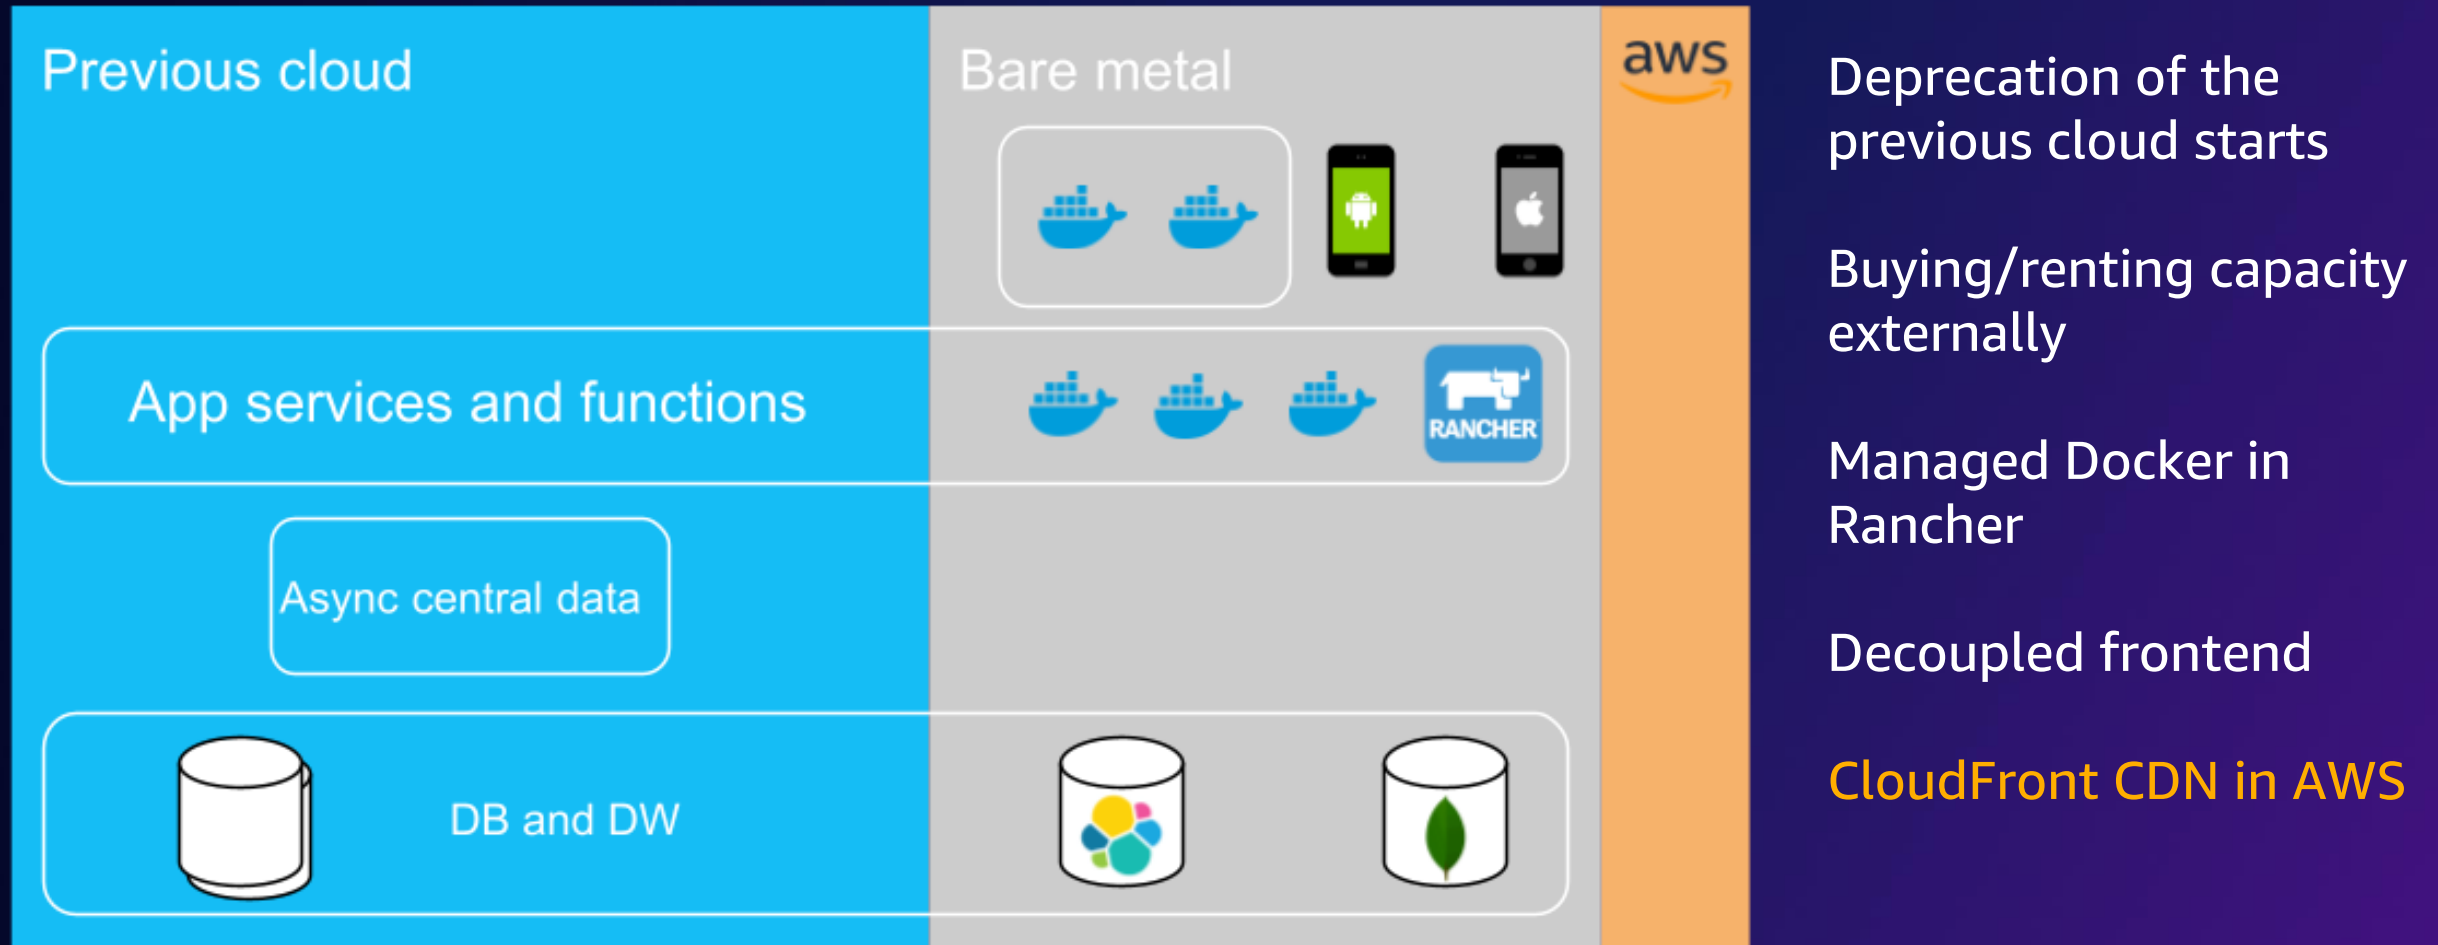 Previous cloud
Bare metal
aws
App services and functions
RANCHER
Async central data
DB and DW
Deprecation of the
previous cloud starts
Buying/renting capacity
externally
Managed Docker in
Rancher
Decoupled frontend
CloudFront CDN in AWS